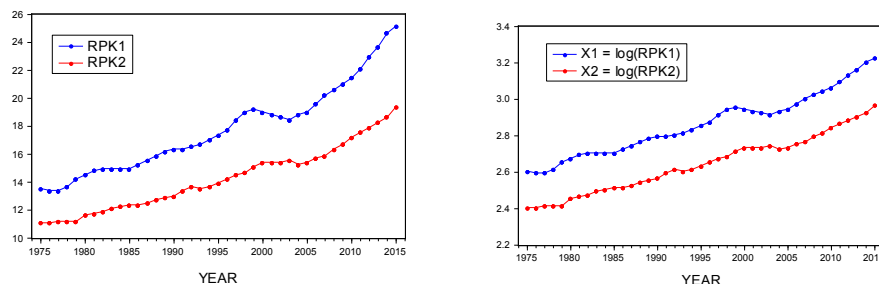 26
24
22
20
18
16
14
12
10
RPK1
RPK2
1975 1980 1985 1990 1995 2000 2005 2010 2015
YEAR
3.4
3.2
3.0
2.8
2.6
2.4
2.2
X1 = log(RPK1)
X2 = log(RPK2)
1975 1980 1985 1990 1995 2000 2005 2010 201
YEAR